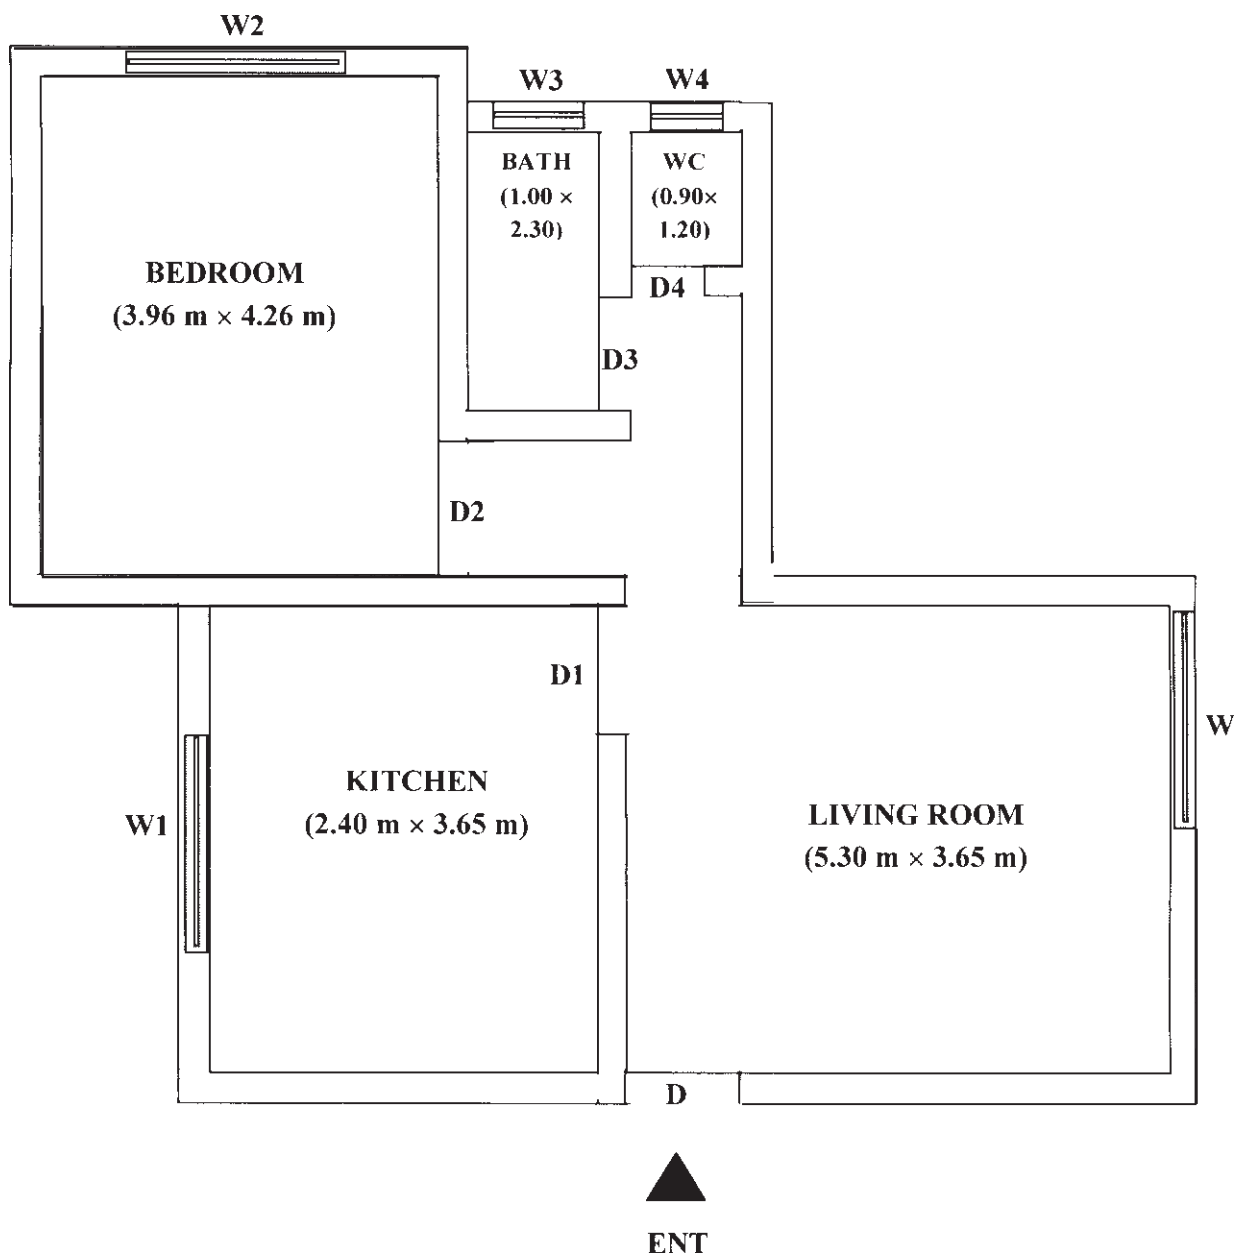 W2
W3
W4
BATH
(1.00 ×
2.30)
WC
(0.90×
1.20)
BEDROOM
(3.96 m × 4.26 m)
D4
D3
D2
D1
W
KITCHEN
(2.40 m × 3.65 m)
W1
LIVING ROOM
(5.30 m × 3.65 m)
D
ENT